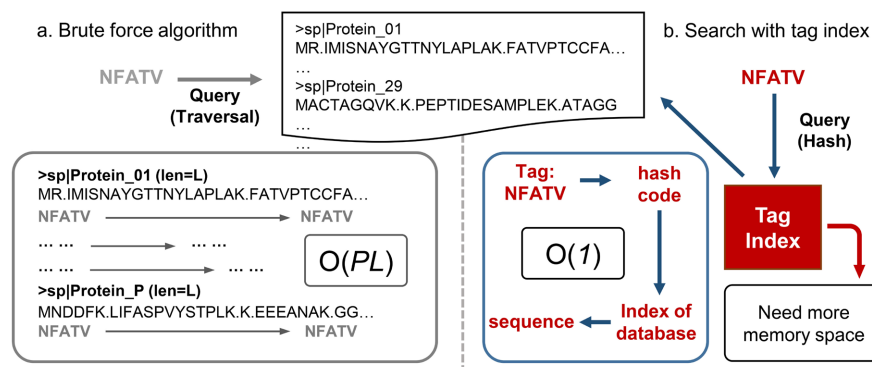 a. Brute force algorithm
NFATV
Query
(Traversal)
>sp|Protein_01
MR.IMISNAYGTTNYLAPLAK.FATVPTCCFA…
…
>sp|Protein_29
MACTAGQVK.K.PEPTIDESAMPLEK.ATAGG
…
…
b. Search with tag index
NFATV
Query
(Hash)
>sp|Protein_01 (len=L)
MR.IMISNAYGTTNYLAPLAK.FATVPTCCFA…
NFATV NFATV
… … … …
… … … …
O(PL)
>sp|Protein_P (len=L)
MNDDFK.LIFASPVYSTPLK.K.EEEANAK.GG…
NFATV NFATV
Tag:
NFATV
hash
code
O(1)
Index of
database
sequence
Tag
Index
Need more
memory space